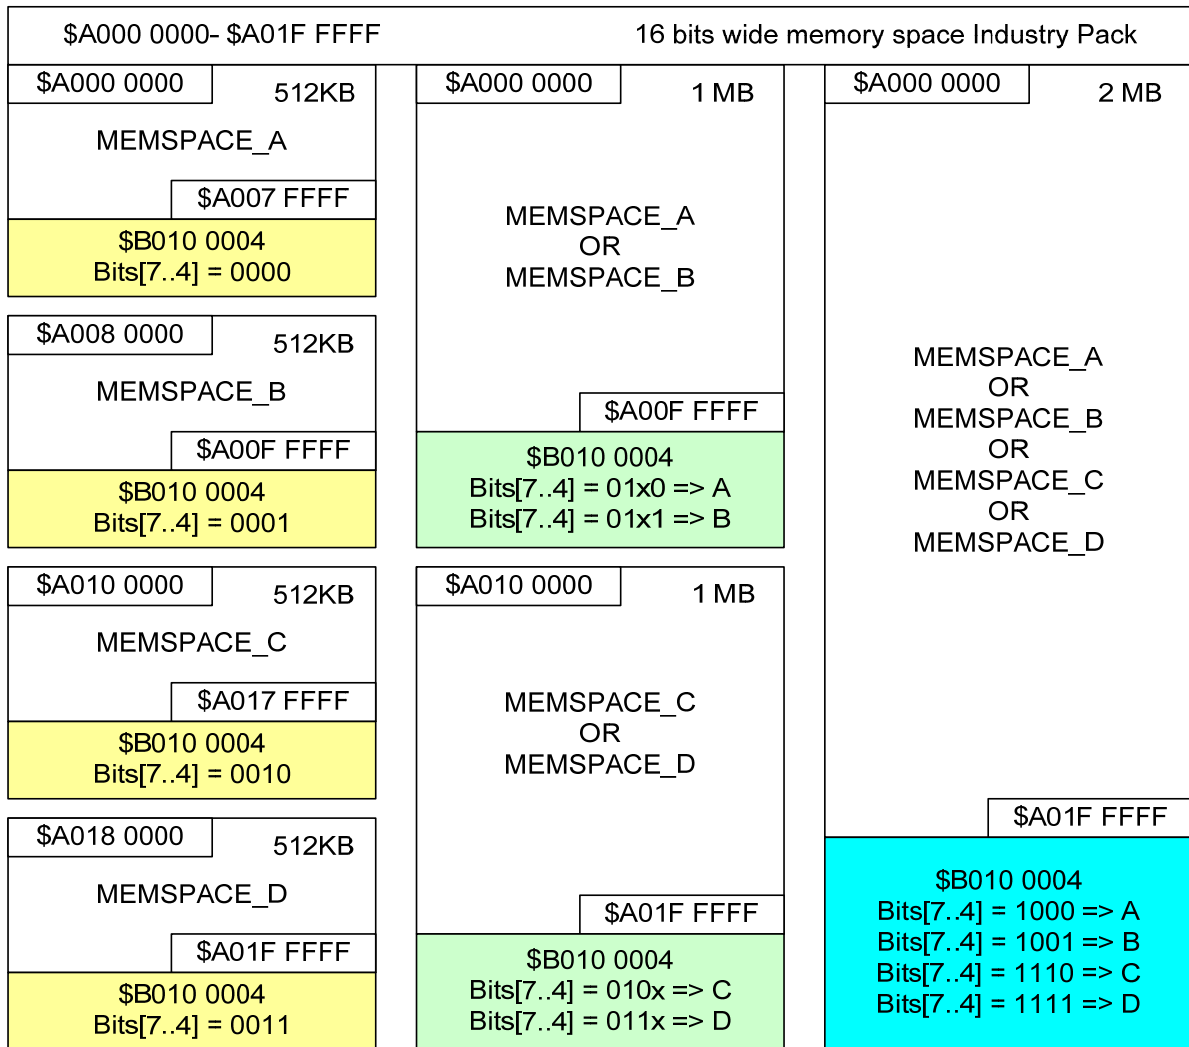 $A000 0000- $A01F FFFF
16 bits wide memory space Industry Pack
$A000 0000
512KB
MEMSPACE_A
$A007 FFFF
$B010 0004
Bits[7..4] = 0000
$A008 0000
512KB
MEMSPACE_B
$A00F FFFF
$B010 0004
Bits[7..4] = 0001
$A010 0000
512KB
MEMSPACE_C
$A017 FFFF
$B010 0004
Bits[7..4] = 0010
$A018 0000
512KB
MEMSPACE_D
$A01F FFFF
$B010 0004
Bits[7..4] = 0011
$A000 0000
1 MB
MEMSPACE_A
OR
MEMSPACE_B
$A00F FFFF
$B010 0004
Bits[7..4] = 01x0 => A
Bits[7..4] = 01x1 => B
$A010 0000
1 MB
MEMSPACE_C
OR
MEMSPACE_D
$A01F FFFF
$B010 0004
Bits[7..4] = 010x => C
Bits[7..4] = 011x => D
$A000 0000
2 MB
MEMSPACE_A
OR
MEMSPACE_B
OR
MEMSPACE_C
OR
MEMSPACE_D
$A01F FFFF
$B010 0004
Bits[7..4] = 1000 => A
Bits[7..4] = 1001 => B
Bits[7..4] = 1110 => C
Bits[7..4] = 1111 => D